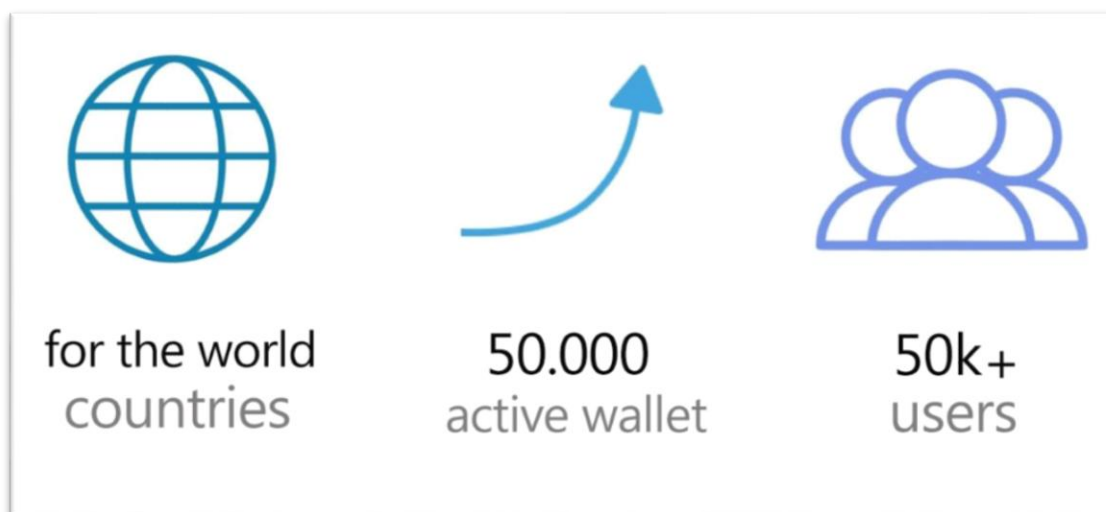 for the world
countries
50.000
active wallet
50k+
users